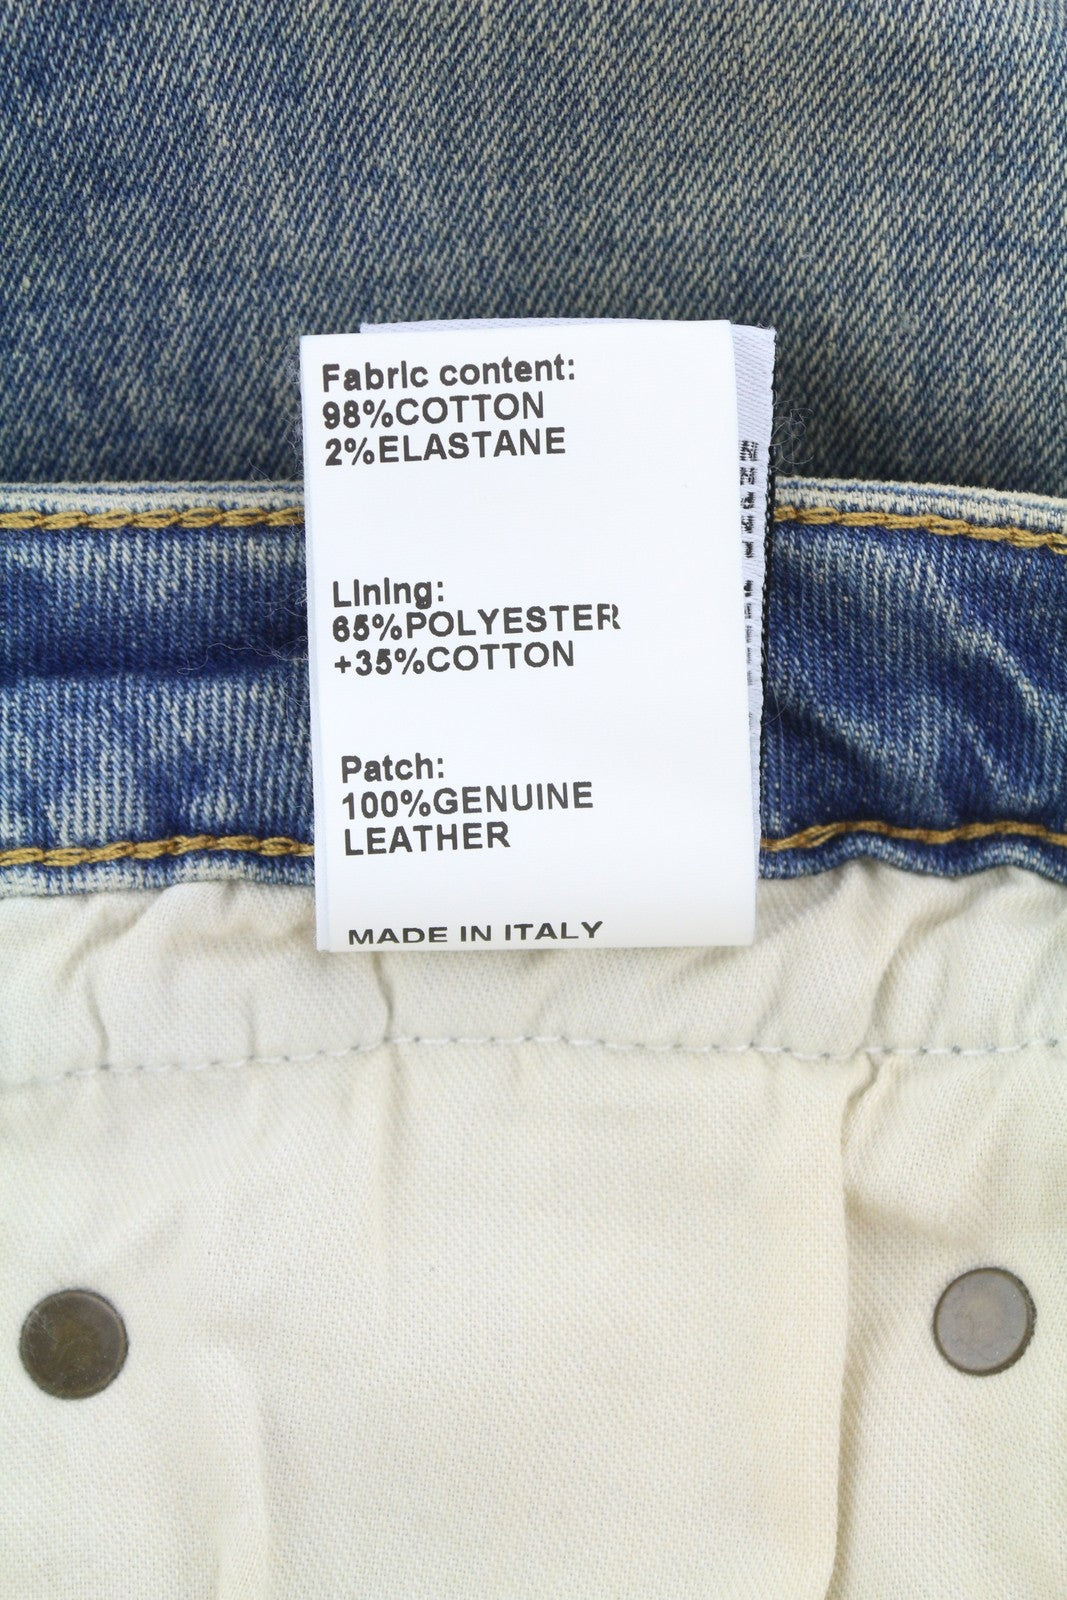 Fabric content:
98%COTTON
2%ELASTANE
Lining:
65%POLYESTER
+35%COTTON
Patch:
100%GENUINE
LEATHER
MADE IN ITALY